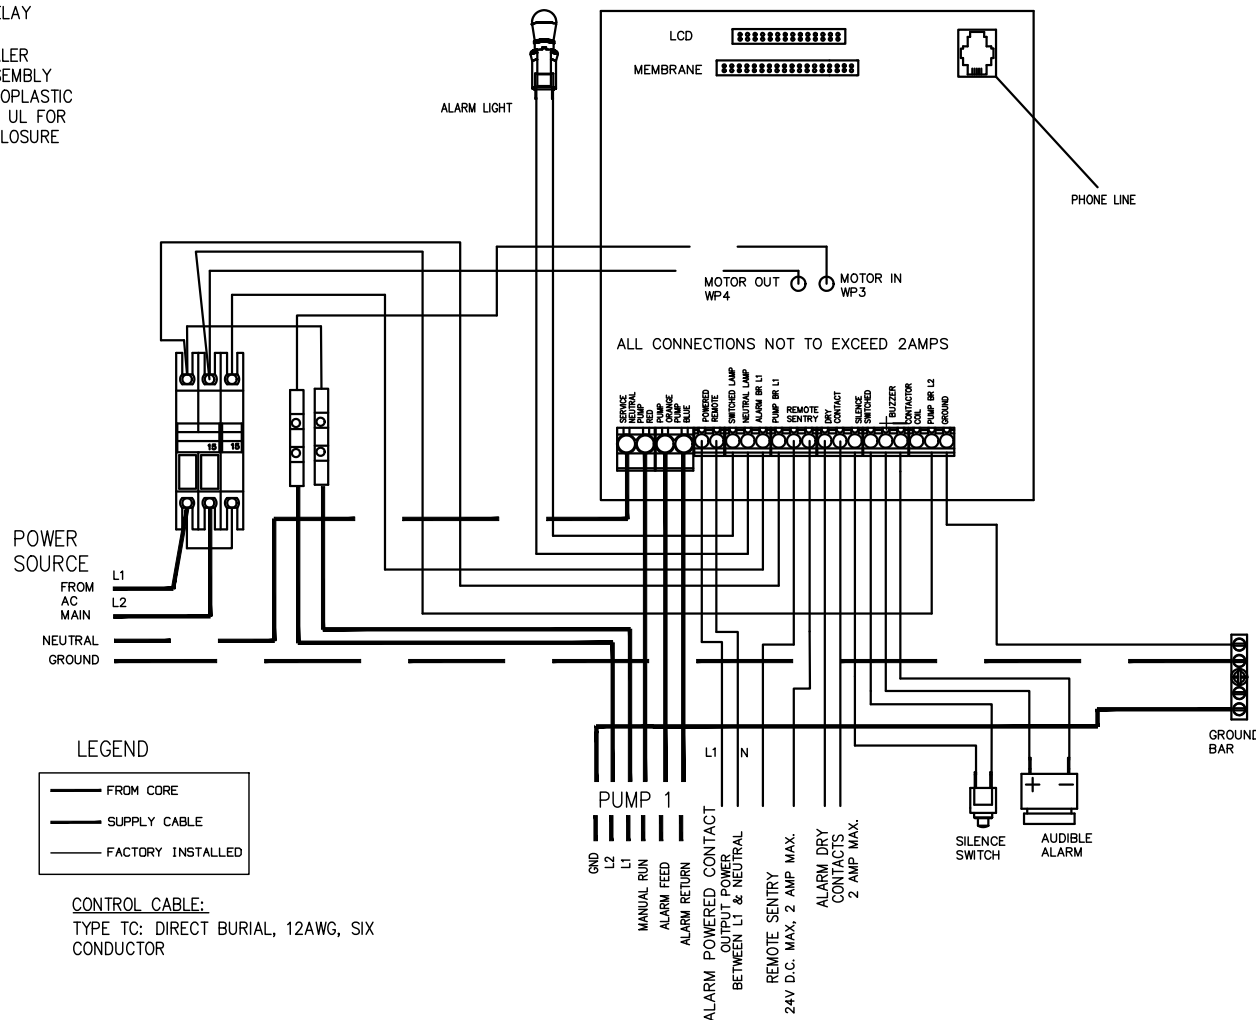 ELAY
LER
SEMBLY
OPLASTIC
UL FOR
LOSURE
ALARM LIGHT
LCD
MEMBRANE
PHONE LINE
MOTOR OUT
WP4
MOTOR IN
WP3
ALL CONNECTIONS NOT TO EXCEED 2AMPS
SERVICE
NEUTRAL
PUMP
RED
PUMP
ORANGE
PUMP
BLUE
POWERED
REMOTE
SWITCHED LAMP
NEUTRAL LAMP
ALARM BR L1
PUMP BR L1
REMOTE
SENTRY
DRY
CONTACT
SILENCE
SWITCHED
BUZZER
CONTACTOR
COIL
PUMP BR L2
GROUND
15
15
POWER
SOURCE
FROM
AC
MAIN
L1
L2
NEUTRAL
GROUND
GROUND
BAR
LEGEND
FROM CORE
SUPPLY CABLE
FACTORY INSTALLED
CONTROL CABLE:
TYPE TC: DIRECT BURIAL, 12AWG, SIX
CONDUCTOR
PUMP 1
GND
L2
L1
MANUAL RUN
ALARM FEED
ALARM RETURN
L1
N
ALARM POWERED CONTACT
OUTPUT POWER
BETWEEN L1 & NEUTRAL
REMOTE SENTRY
24V D.C. MAX, 2 AMP MAX.
ALARM DRY
CONTACTS
2 AMP MAX.
SILENCE
SWITCH
+ −
AUDIBLE
ALARM